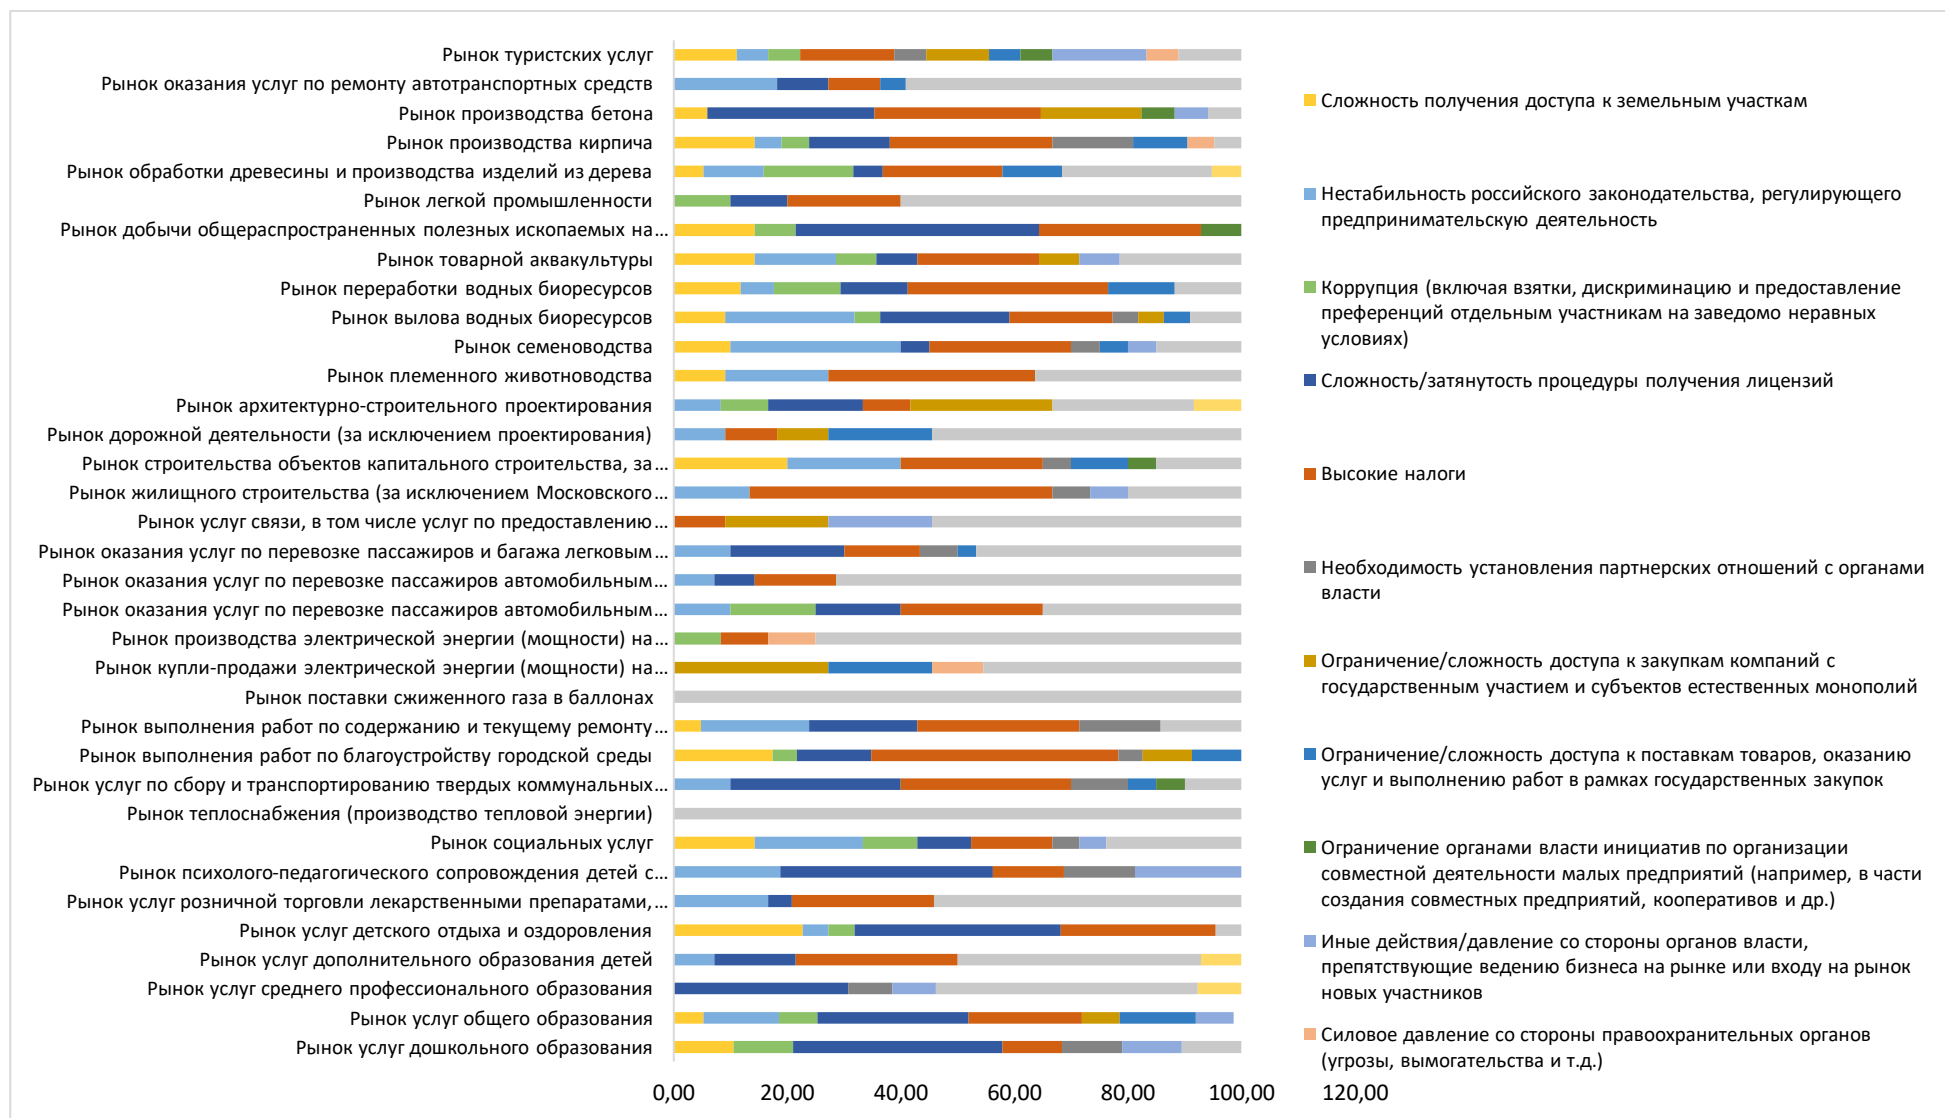 Рынок туристских услуг
Рынок оказания услуг по ремонту автотранспортных средств
Рынок производства бетона
Рынок производства кирпича
Рынок обработки древесины и производства изделий из дерева
Рынок легкой промышленности
Рынок добычи общераспространенных полезных ископаемых на...
Рынок товарной аквакультуры
Рынок переработки водных биоресурсов
Рынок вылова водных биоресурсов
Рынок семеноводства
Рынок племенного животноводства
Рынок архитектурно-строительного проектирования
Рынок дорожной деятельности (за исключением проектирования)
Рынок строительства объектов капитального строительства, за...
Рынок жилищного строительства (за исключением Московского...
Рынок услуг связи, в том числе услуг по предоставлению...
Рынок оказания услуг по перевозке пассажиров и багажа легковым...
Рынок оказания услуг по перевозке пассажиров автомобильным...
Рынок оказания услуг по перевозке пассажиров автомобильным...
Рынок производства электрической энергии (мощности) на...
Рынок купли-продажи электрической энергии (мощности) на...
Рынок поставки сжиженного газа в баллонах
Рынок выполнения работ по содержанию и текущему ремонту...
Рынок выполнения работ по благоустройству городской среды
Рынок услуг по сбору и транспортированию твердых коммунальных...
Рынок теплоснабжения (производство тепловой энергии)
Рынок социальных услуг
Рынок психолого-педагогического сопровождения детей с...
Рынок услуг розничной торговли лекарственными препаратами,...
Рынок услуг детского отдыха и оздоровления
Рынок услуг дополнительного образования детей
Рынок услуг среднего профессионального образования
Рынок услуг общего образования
Рынок услуг дошкольного образования
0,00 20,00 40,00 60,00 80,00 100,00 120,00
Сложность получения доступа к земельным участкам
Нестабильность российского законодательства, регулирующего
предпринимательскую деятельность
Коррупция (включая взятки, дискриминацию и предоставление
преференций отдельным участникам на заведомо неравных
условиях)
Сложность/затянутость процедуры получения лицензий
Высокие налоги
Необходимость установления партнерских отношений с органами
власти
Ограничение/сложность доступа к закупкам компаний с
государственным участием и субъектов естественных монополий
Ограничение/сложность доступа к поставкам товаров, оказанию
услуг и выполнению работ в рамках государственных закупок
Ограничение органами власти инициатив по организации
совместной деятельности малых предприятий (например, в части
создания совместных предприятий, кооперативов и др.)
Иные действия/давление со стороны органов власти,
препятствующие ведению бизнеса на рынке или входу на рынок
новых участников
Силовое давление со стороны правоохранительных органов
(угрозы, вымогательства и т.д.)